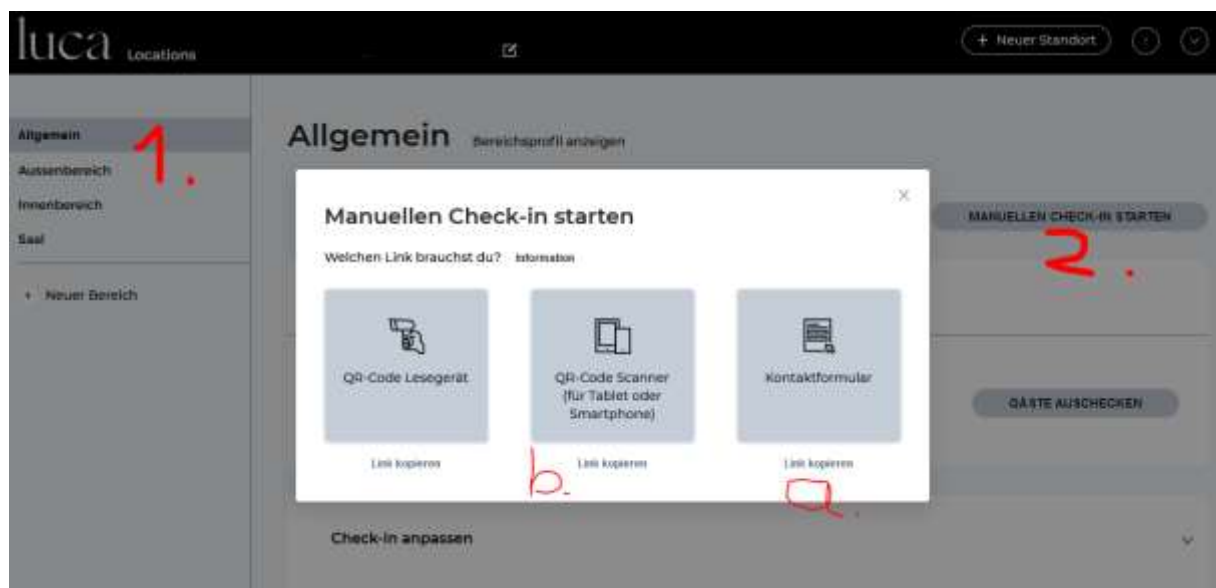 luca Locations
+ Neuer Standort
Allgemein
1.
Aussenbereich
Innenbereich
Saal
Neuer Bereich
Allgemein Bereichsprofil anzeigen
MANUELLEN CHECK-IN STARTEN
2.
Manuellen Check-in starten
Welchen Link brauchst du? Information
QR-Code Lesegerät
Link kopieren
QR-Code Scanner
(für Tablet oder
Smartphone)
Link kopieren
b.
Kontaktformular
Link kopieren
a.
GÄSTE AUSCHECKEN
Check-in anpassen